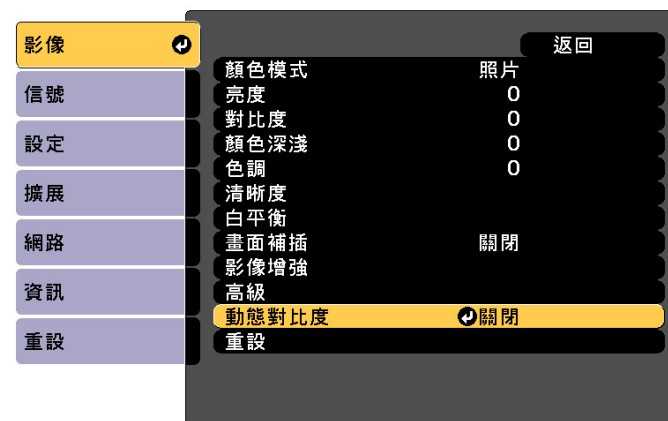 影像
信號
設定
擴展
網路
資訊
重設
返回
顏色模式 照片
亮度 0
對比度 0
顏色深淺 0
色調 0
清晰度
白平衡
畫面補插 關閉
影像增強
高級
動態對比度 關閉
重設